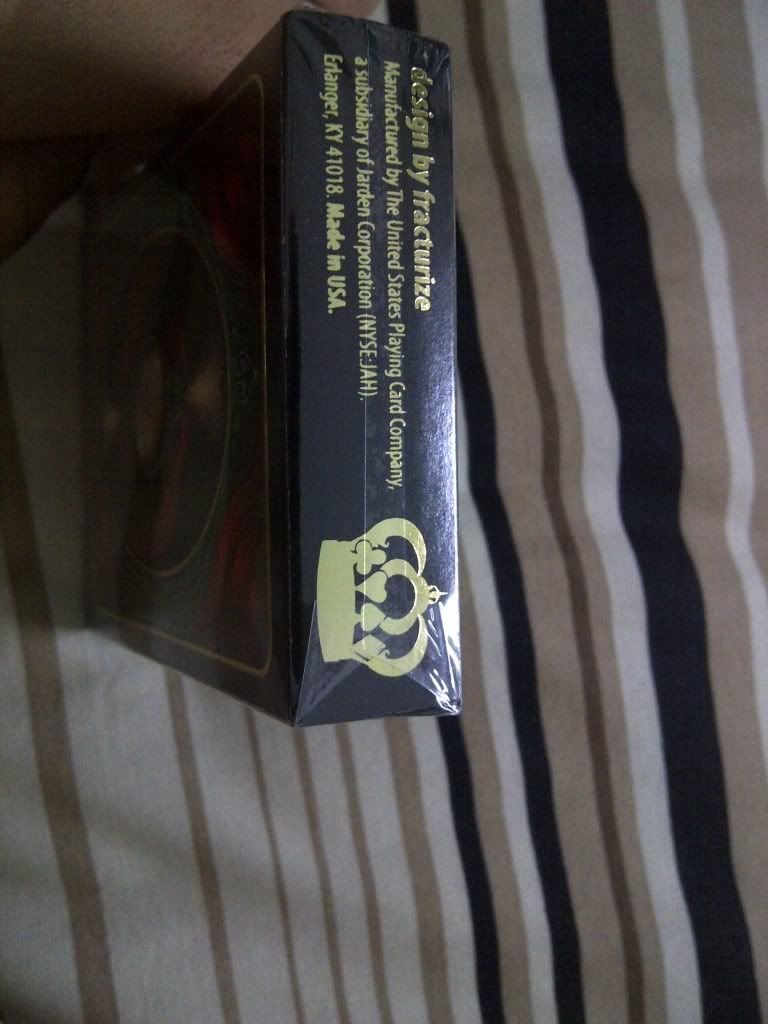 design by fracturize
Manufactured by The United States Playing Card Company,
a subsidiary of Jarden Corporation (NYSE:JAH).
Erlanger, KY 41018. Made in USA.